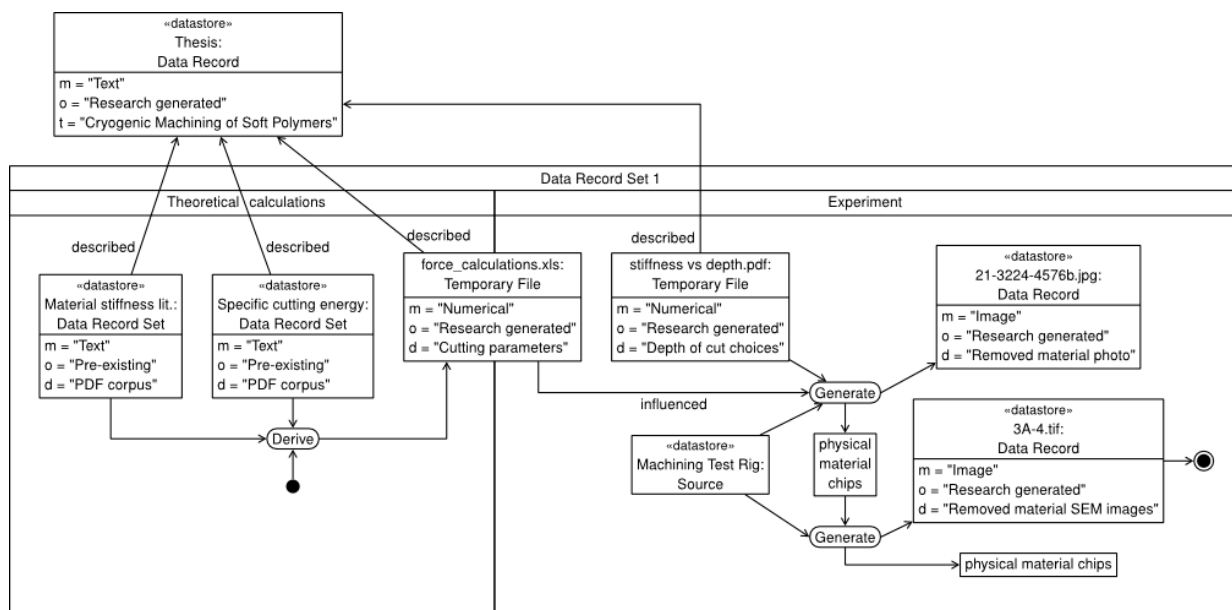 «datastore»
Thesis:
Data Record
m = "Text"
o = "Research generated"
t = "Cryogenic Machining of Soft Polymers"
Data Record Set 1
Theoretical calculations
Experiment
described
described
described
described
«datastore»
Material stiffness lit.:
Data Record Set
m = "Text"
o = "Pre-existing"
d = "PDF corpus"
«datastore»
Specific cutting energy:
Data Record Set
m = "Text"
o = "Pre-existing"
d = "PDF corpus"
force_calculations.xls:
Temporary File
m = "Numerical"
o = "Research generated"
d = "Cutting parameters"
stiffness vs depth.pdf:
Temporary File
m = "Numerical"
o = "Research generated"
d = "Depth of cut choices"
«datastore»
21-3224-4576b.jpg:
Data Record
m = "Image"
o = "Research generated"
d = "Removed material photo"
Derive
influenced
Generate
«datastore»
Machining Test Rig:
Source
physical
material
chips
«datastore»
3A-4.tif:
Data Record
m = "Image"
o = "Research generated"
d = "Removed material SEM images"
Generate
physical material chips